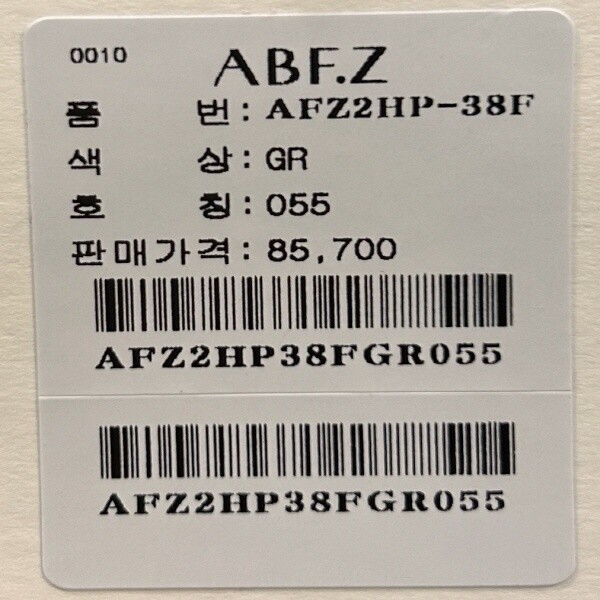 0010 ABF.Z
품 번 : AFZ2HP-38F
색 상 : GR
호 칭 : 055
판매가격 : 85,700
AFZ2HP38FGR055
AFZ2HP38FGR055